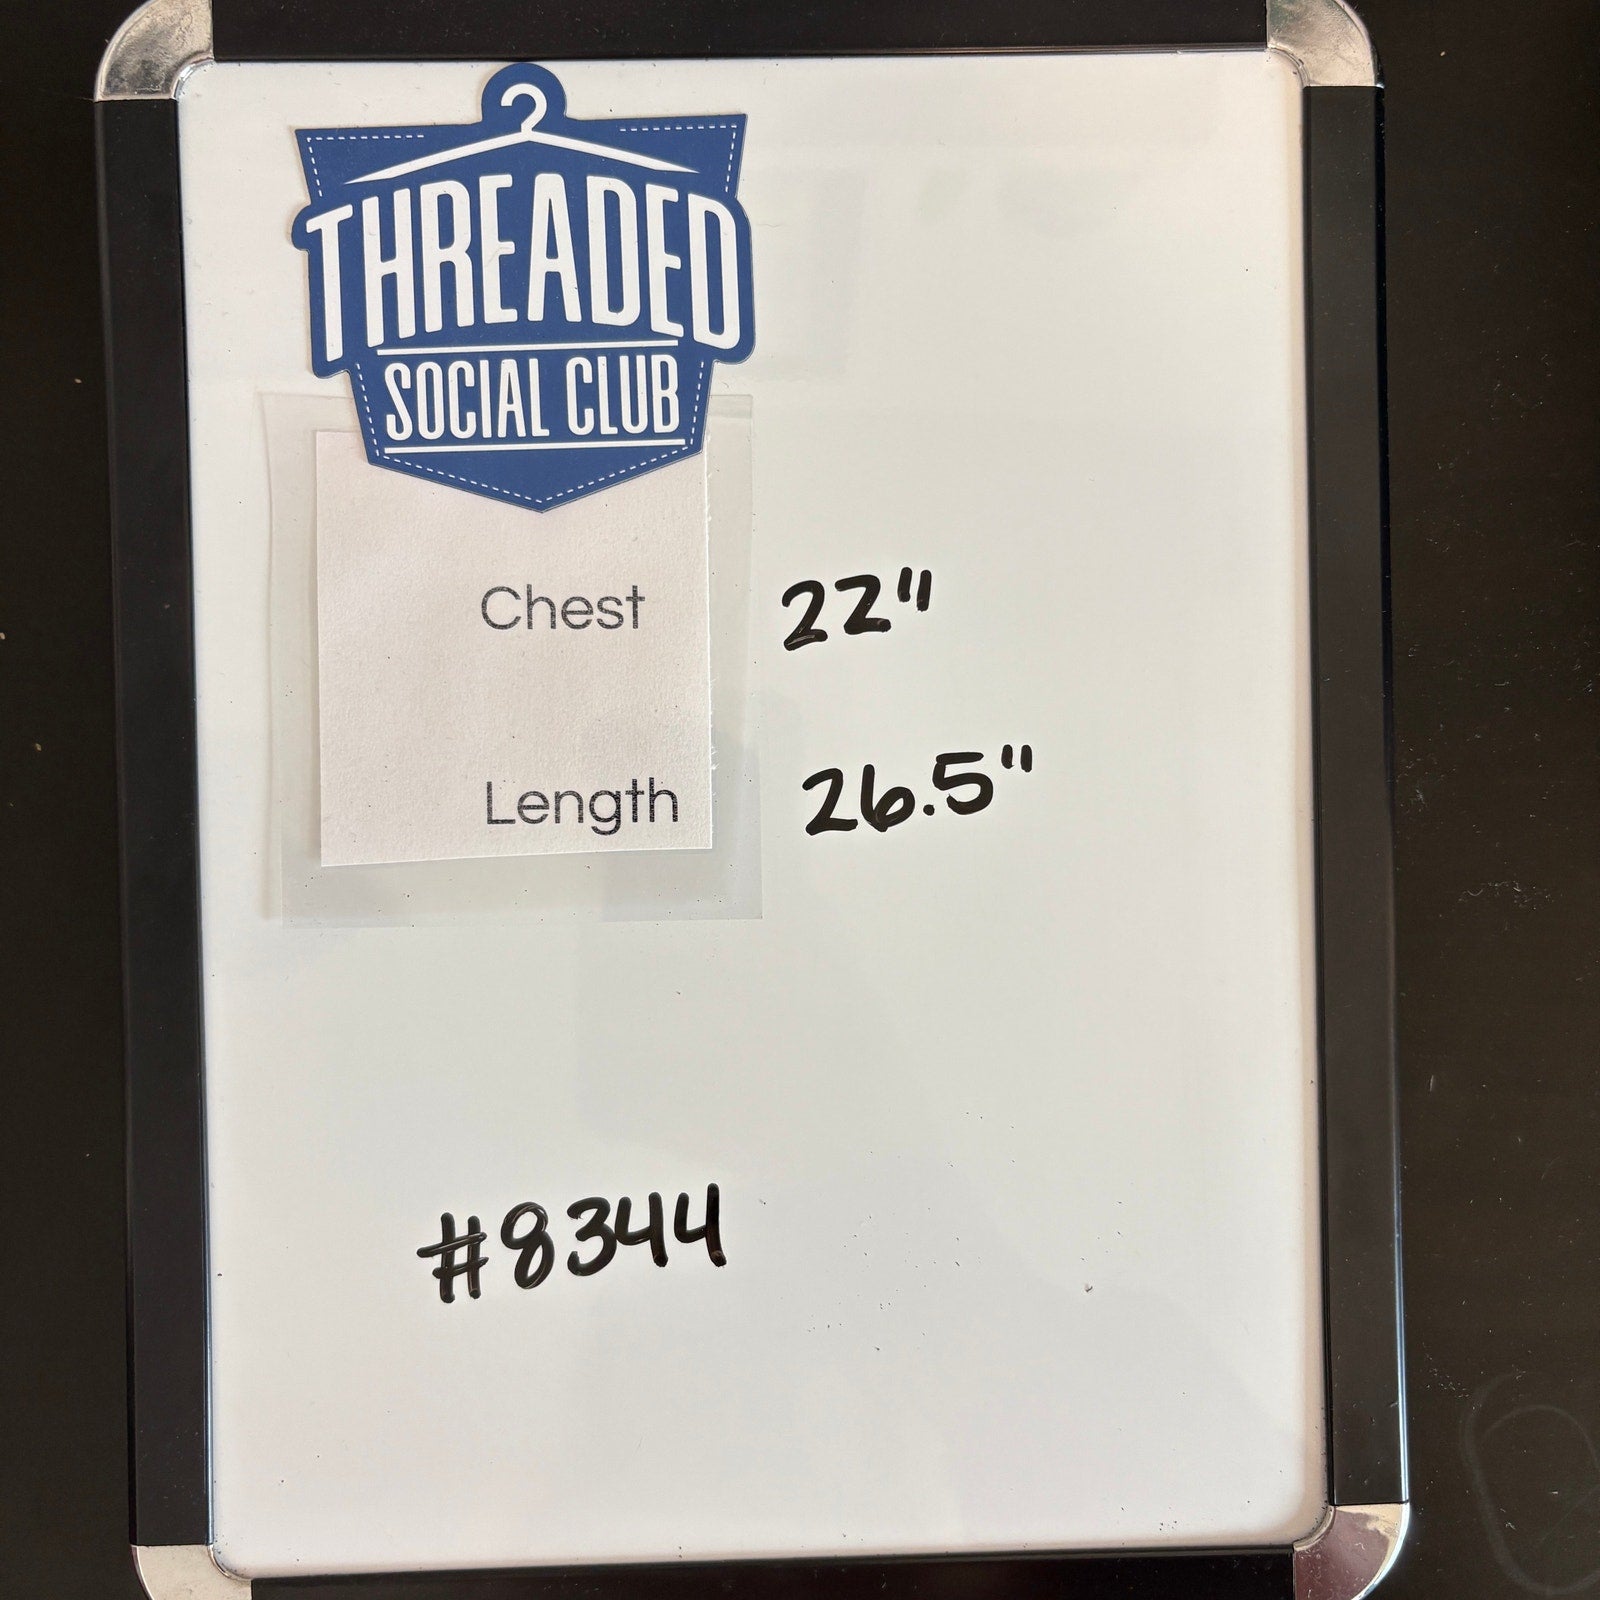 THREADED
SOCIAL CLUB
Chest 22"
Length 26.5"
#8344